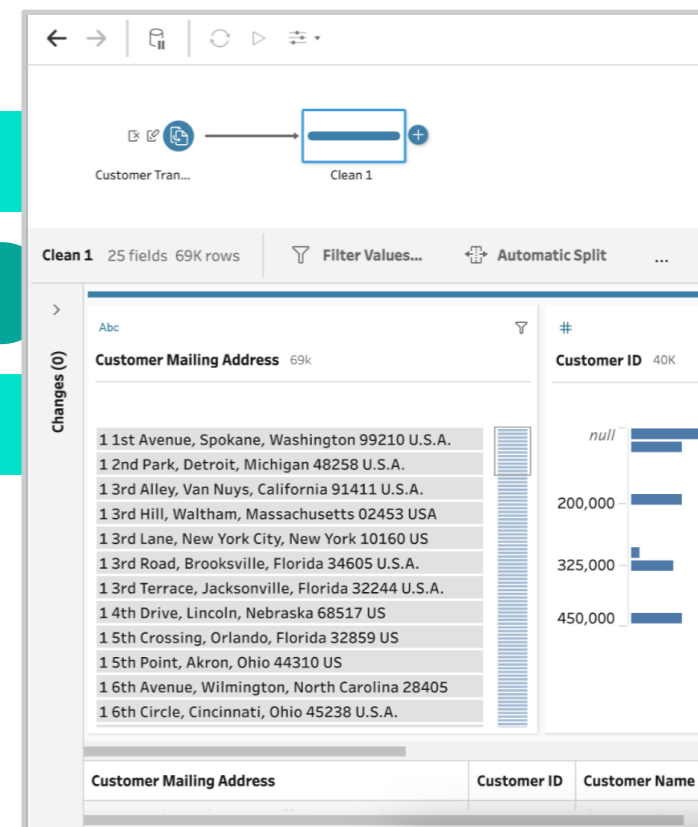 Customer Tran...
Clean 1
Clean 1 25 fields 69K rows Filter Values... Automatic Split ...
Changes (0)
Abc
Customer Mailing Address 69k
1 1st Avenue, Spokane, Washington 99210 U.S.A.
1 2nd Park, Detroit, Michigan 48258 U.S.A.
1 3rd Alley, Van Nuys, California 91411 U.S.A.
1 3rd Hill, Waltham, Massachusetts 02453 USA
1 3rd Lane, New York City, New York 10160 US
1 3rd Road, Brooksville, Florida 34605 U.S.A.
1 3rd Terrace, Jacksonville, Florida 32244 U.S.A.
1 4th Drive, Lincoln, Nebraska 68517 US
1 5th Crossing, Orlando, Florida 32859 US
1 5th Point, Akron, Ohio 44310 US
1 6th Avenue, Wilmington, North Carolina 28405
1 6th Circle, Cincinnati, Ohio 45238 U.S.A.
#
Customer ID 40K
null
200,000
325,000
450,000
Customer Mailing Address Customer ID Customer Name